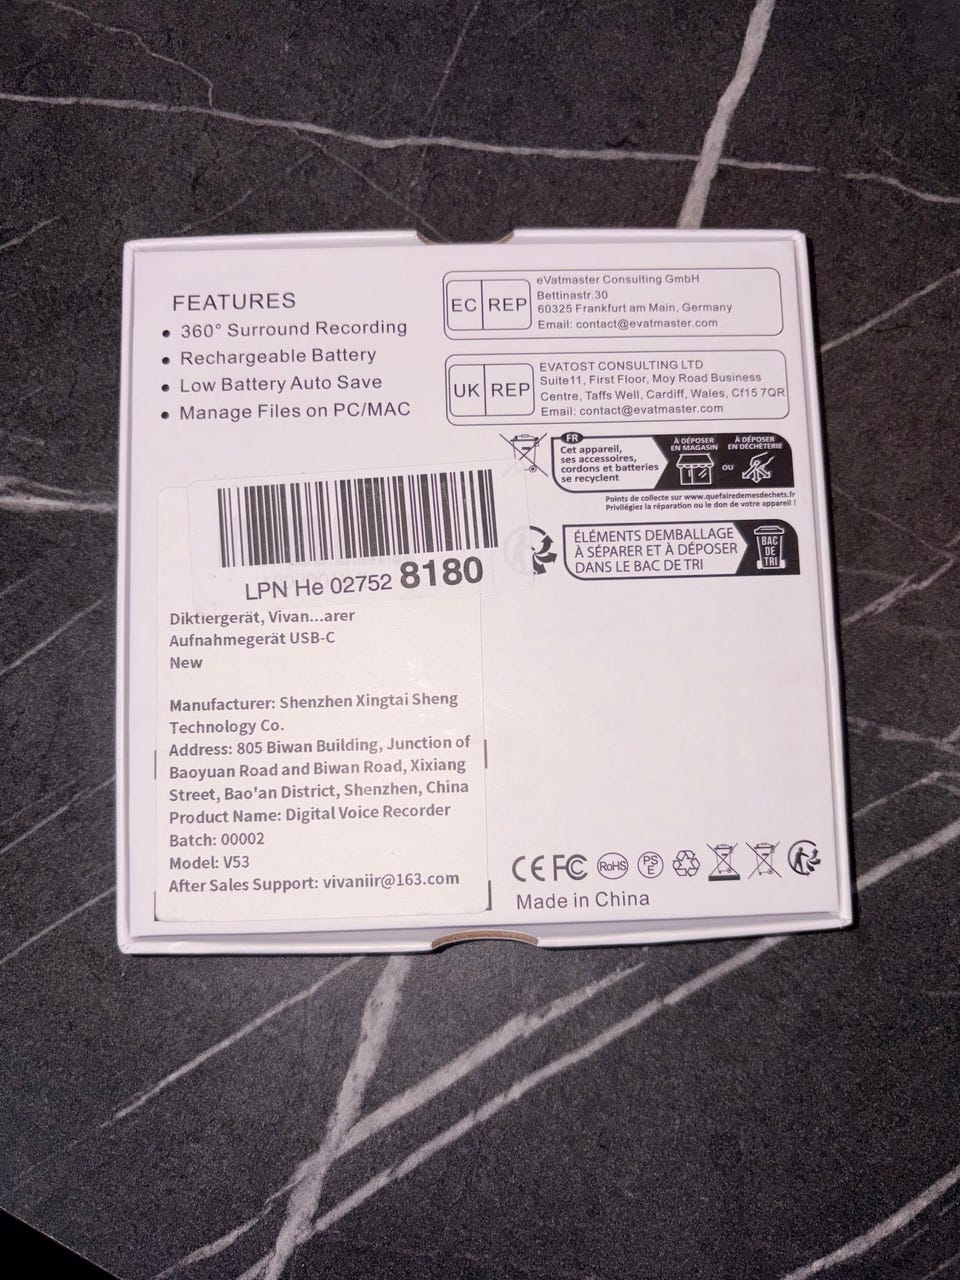 FEATURES
• 360° Surround Recording
• Rechargeable Battery
• Low Battery Auto Save
• Manage Files on PC/MAC
EC REP
eVatmaster Consulting GmbH
Bettinastr.30
60325 Frankfurt am Main, Germany
Email: contact@evatmaster.com
UK REP
EVATOST CONSULTING LTD
Suite11, First Floor, Moy Road Business
Centre, Taffs Well, Cardiff, Wales, Cf15 7QR
Email: contact@evatmaster.com
FR
Cet appareil,
ses accessoires,
cordons et batteries
se recyclent
À DÉPOSER
EN MAGASIN
OU
À DÉPOSER
EN DÉCHÈTERIE
Points de collecte sur www.quefairedemesdechets.fr
Privilégiez la réparation ou le don de votre appareil !
ÉLÉMENTS DEMBALLAGE
À SÉPARER ET À DÉPOSER
DANS LE BAC DE TRI
BAC
DE
TRI
LPN He 02752 8180
Diktiergerät, Vivan...arer
Aufnahmegerät USB-C
New
Manufacturer: Shenzhen Xingtai Sheng
Technology Co.
Address: 805 Biwan Building, Junction of
Baoyuan Road and Biwan Road, Xixiang
Street, Bao'an District, Shenzhen, China
Product Name: Digital Voice Recorder
Batch: 00002
Model: V53
After Sales Support: vivaniir@163.com
CE FC RoHS PS E
Made in China